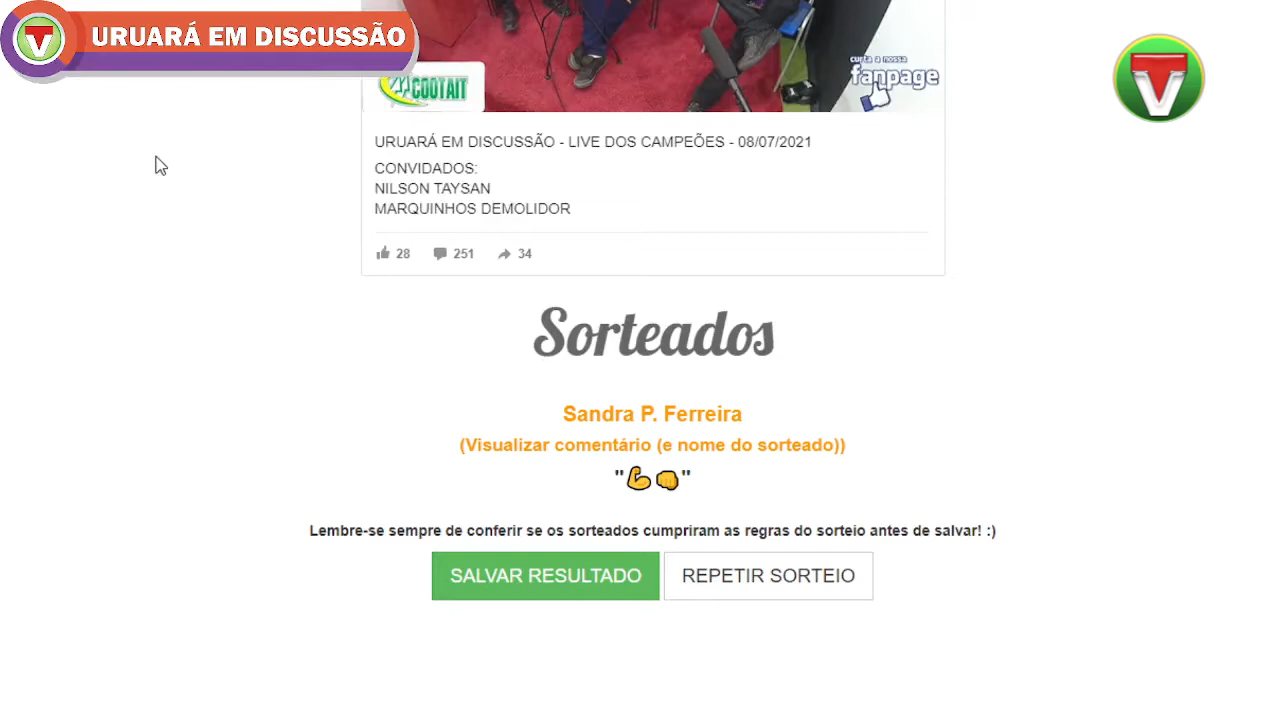 URUARÁ EM DISCUSSÃO
COOTAIT
curta a nossa
fanpage
URUARÁ EM DISCUSSÃO - LIVE DOS CAMPEÕES - 08/07/2021
CONVIDADOS:
NILSON TAYSAN
MARQUINHOS DEMOLIDOR
28 251 34
Sorteados
Sandra P. Ferreira
(Visualizar comentário (e nome do sorteado))
"💪👊"
Lembre-se sempre de conferir se os sorteados cumpriram as regras do sorteio antes de salvar! :)
SALVAR RESULTADO
REPETIR SORTEIO